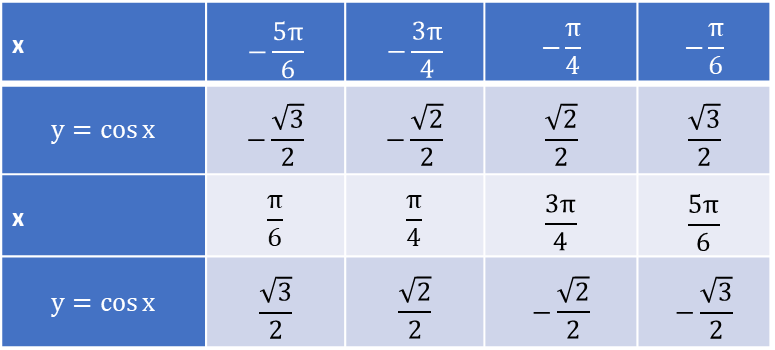 x −5π/6 −3π/4 −π/4 −π/6
y = cos x −√3/2 −√2/2 √2/2 √3/2
x π/6 π/4 3π/4 5π/6
y = cos x √3/2 √2/2 −√2/2 −√3/2